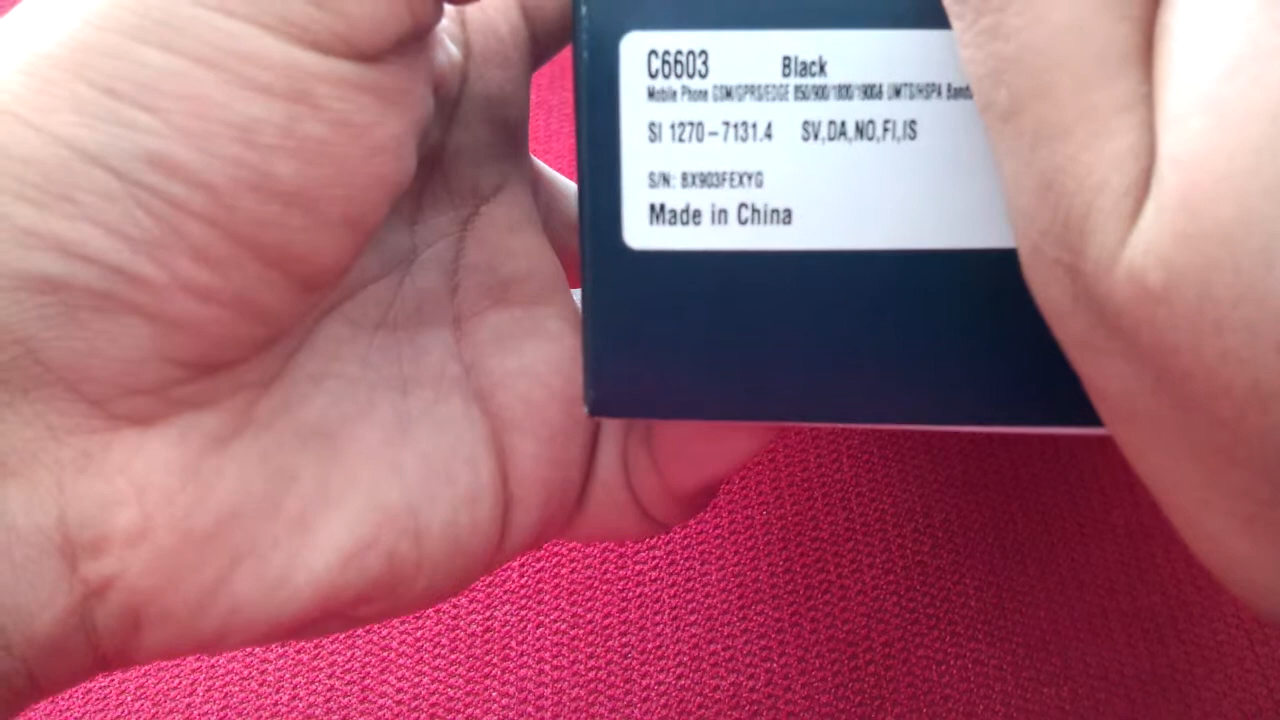 C6603 Black
Mobile Phone GSM/GPRS/EDGE 850/900/1800/1900& UMTS/HSPA
SI 1270-7131.4 SV,DA,NO,FI,IS
S/N: BX903FEXYG
Made in China